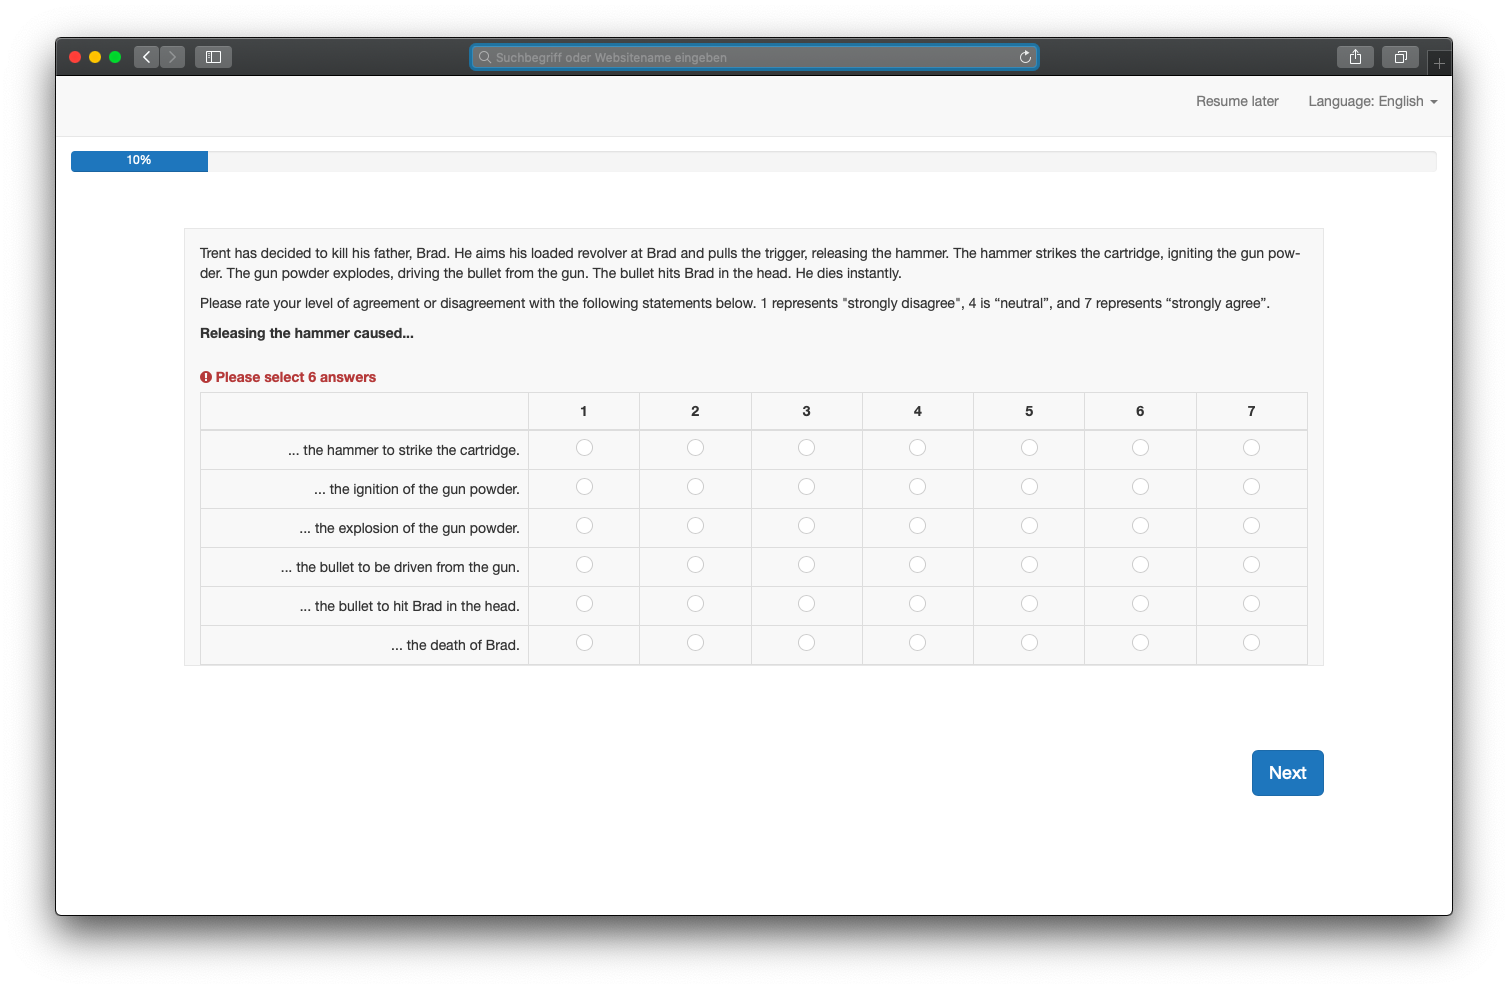 Suchbegriff oder Websitename eingeben
Resume later Language: English
10%
Trent has decided to kill his father, Brad. He aims his loaded revolver at Brad and pulls the trigger, releasing the hammer. The hammer strikes the cartridge, igniting the gun pow-
der. The gun powder explodes, driving the bullet from the gun. The bullet hits Brad in the head. He dies instantly.
Please rate your level of agreement or disagreement with the following statements below. 1 represents "strongly disagree", 4 is “neutral”, and 7 represents “strongly agree”.
Releasing the hammer caused...
Please select 6 answers
1 2 3 4 5 6 7
... the hammer to strike the cartridge.
... the ignition of the gun powder.
... the explosion of the gun powder.
... the bullet to be driven from the gun.
... the bullet to hit Brad in the head.
... the death of Brad.
Next